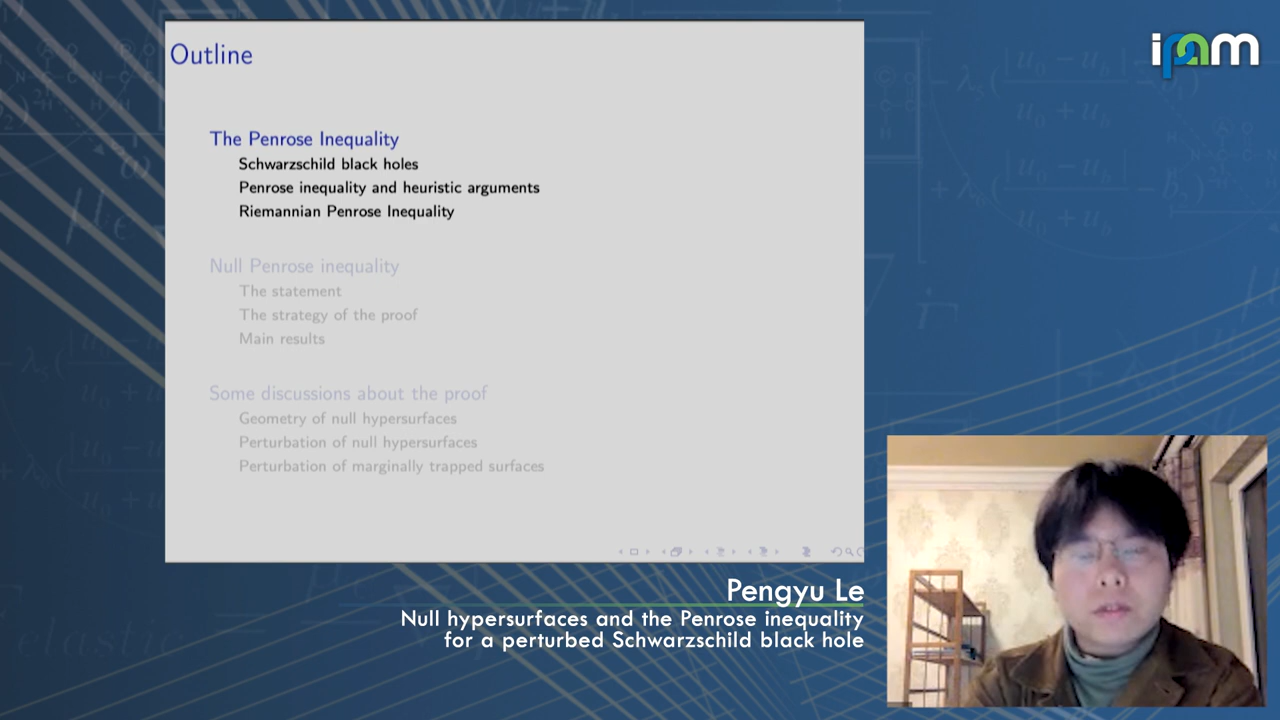 ipam
Outline
The Penrose Inequality
Schwarzschild black holes
Penrose inequality and heuristic arguments
Riemannian Penrose Inequality
Null Penrose inequality
The statement
The strategy of the proof
Main results
Some discussions about the proof
Geometry of null hypersurfaces
Perturbation of null hypersurfaces
Perturbation of marginally trapped surfaces
Pengyu Le
Null hypersurfaces and the Penrose inequality
for a perturbed Schwarzschild black hole
elastic